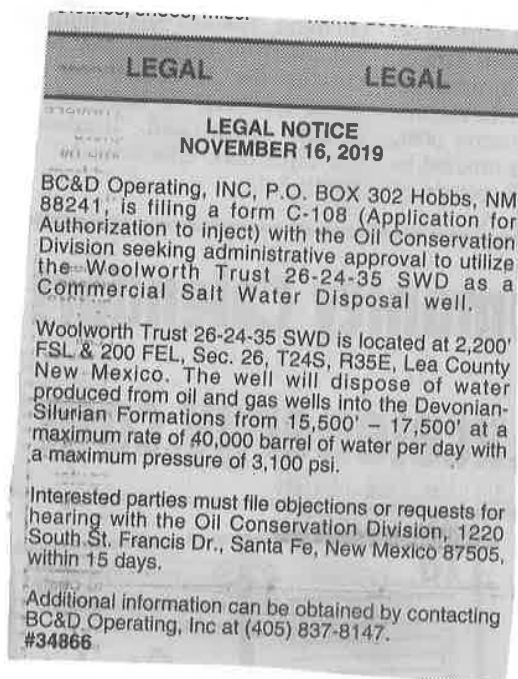 LEGAL LEGAL
LEGAL NOTICE
NOVEMBER 16, 2019
BC&D Operating, INC, P.O. BOX 302 Hobbs, NM
88241, is filing a form C-108 (Application for
Authorization to inject) with the Oil Conservation
Division seeking administrative approval to utilize
the Woolworth Trust 26-24-35 SWD as a
Commercial Salt Water Disposal well.
Woolworth Trust 26-24-35 SWD is located at 2,200'
FSL & 200 FEL, Sec. 26, T24S, R35E, Lea County
New Mexico. The well will dispose of water
produced from oil and gas wells into the Devonian-
Silurian Formations from 15,500' – 17,500' at a
maximum rate of 40,000 barrel of water per day with
a maximum pressure of 3,100 psi.
Interested parties must file objections or requests for
hearing with the Oil Conservation Division, 1220
South St. Francis Dr., Santa Fe, New Mexico 87505,
within 15 days.
Additional information can be obtained by contacting
BC&D Operating, Inc at (405) 837-8147.
#34866